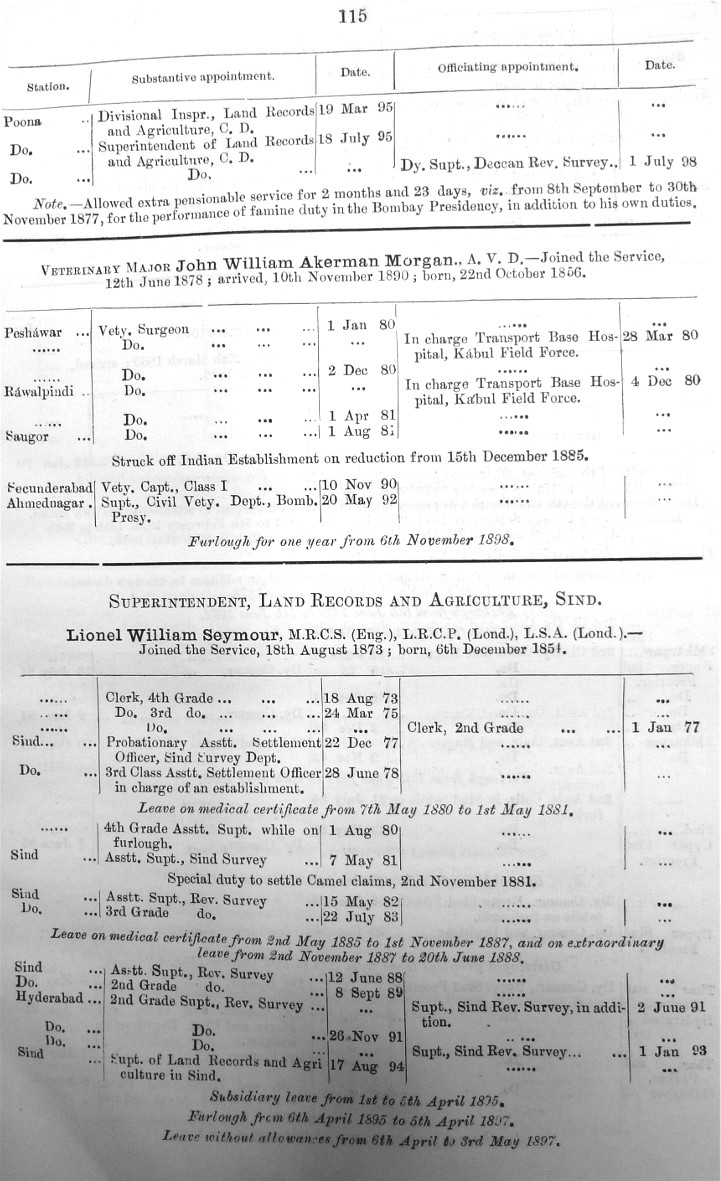 115
Station. Substantive appointment. Date. Officiating appointment. Date.
Poona ... Divisional Inspr., Land Records 19 Mar 95 ...... ...
and Agriculture, C. D.
Do. ... Superintendent of Land Records 18 July 95 ...... ...
and Agriculture, C. D.
Do. ... Do. ... ... Dy. Supt., Deccan Rev. Survey.. 1 July 98
Note.—Allowed extra pensionable service for 2 months and 23 days, viz. from 8th September to 30th
November 1877, for the performance of famine duty in the Bombay Presidency, in addition to his own duties.
VETERINARY MAJOR John William Akerman Morgan., A. V. D.—Joined the Service,
12th June 1878 ; arrived, 10th November 1890 ; born, 22nd October 1856.
Pesháwar ... Vety. Surgeon ... ... ... 1 Jan 80 ...... ...
...... Do. ... ... ... ... In charge Transport Base Hos- 28 Mar 80
pital, Kábul Field Force.
...... Do. ... ... ... 2 Dec 80 ...... ...
Ráwalpindi .. Do. ... ... ... ... In charge Transport Base Hos- 4 Dec 80
pital, Kábul Field Force.
...... Do. ... ... ... 1 Apr 81 ...... ...
Saugor ... Do. ... ... ... 1 Aug 81 ...... ...
Struck off Indian Establishment on reduction from 15th December 1885.
Secunderabad Vety. Capt., Class I ... ... 10 Nov 90 ...... ...
Ahmednagar . Supt., Civil Vety. Dept., Bomb. 20 May 92 ...... ...
Presy.
Furlough for one year from 6th November 1898.
SUPERINTENDENT, LAND RECORDS AND AGRICULTURE, SIND.
Lionel William Seymour, M.R.C.S. (Eng.), L.R.C.P. (Lond.), L.S.A. (Lond.).—
Joined the Service, 18th August 1873 ; born, 6th December 1854.
...... Clerk, 4th Grade ... ... ... 18 Aug 73 ...... ...
...... Do. 3rd do. ... ... ... 24 Mar 75 ...... ...
...... Do. ... ... ... ... Clerk, 2nd Grade ... ... 1 Jan 77
Sind... ... Probationary Asstt. Settlement 22 Dec 77 ...... ...
Officer, Sind Survey Dept.
Do. ... 3rd Class Asstt. Settlement Officer 28 June 78 ...... ...
in charge of an establishment.
Leave on medical certificate from 7th May 1880 to 1st May 1881.
...... 4th Grade Asstt. Supt. while on 1 Aug 80 ...... ...
furlough.
Sind ... Asstt. Supt., Sind Survey ... 7 May 81 ...... ...
Special duty to settle Camel claims, 2nd November 1881.
Sind ... Asstt. Supt., Rev. Survey ... 15 May 82 ...... ...
Do. ... 3rd Grade do. ... 22 July 83 ...... ...
Leave on medical certificate from 2nd May 1885 to 1st November 1887, and on extraordinary
leave from 2nd November 1887 to 20th June 1888.
Sind ... Asstt. Supt., Rev. Survey ... 12 June 88 ...... ...
Do. ... 2nd Grade do. ... 8 Sept 89 ...... ...
Hyderabad ... 2nd Grade Supt., Rev. Survey ... ... Supt., Sind Rev. Survey, in addi- 2 June 91
tion.
Do. ... Do. ... 26 Nov 91 ...... ...
Do. ... Do. ... Supt., Sind Rev. Survey... ... 1 Jan 93
Sind ... Supt. of Land Records and Agri 17 Aug 94 ...... ...
culture in Sind.
Subsidiary leave from 1st to 5th April 1895.
Furlough from 6th April 1895 to 5th April 1897.
Leave without allowances from 6th April to 3rd May 1897.